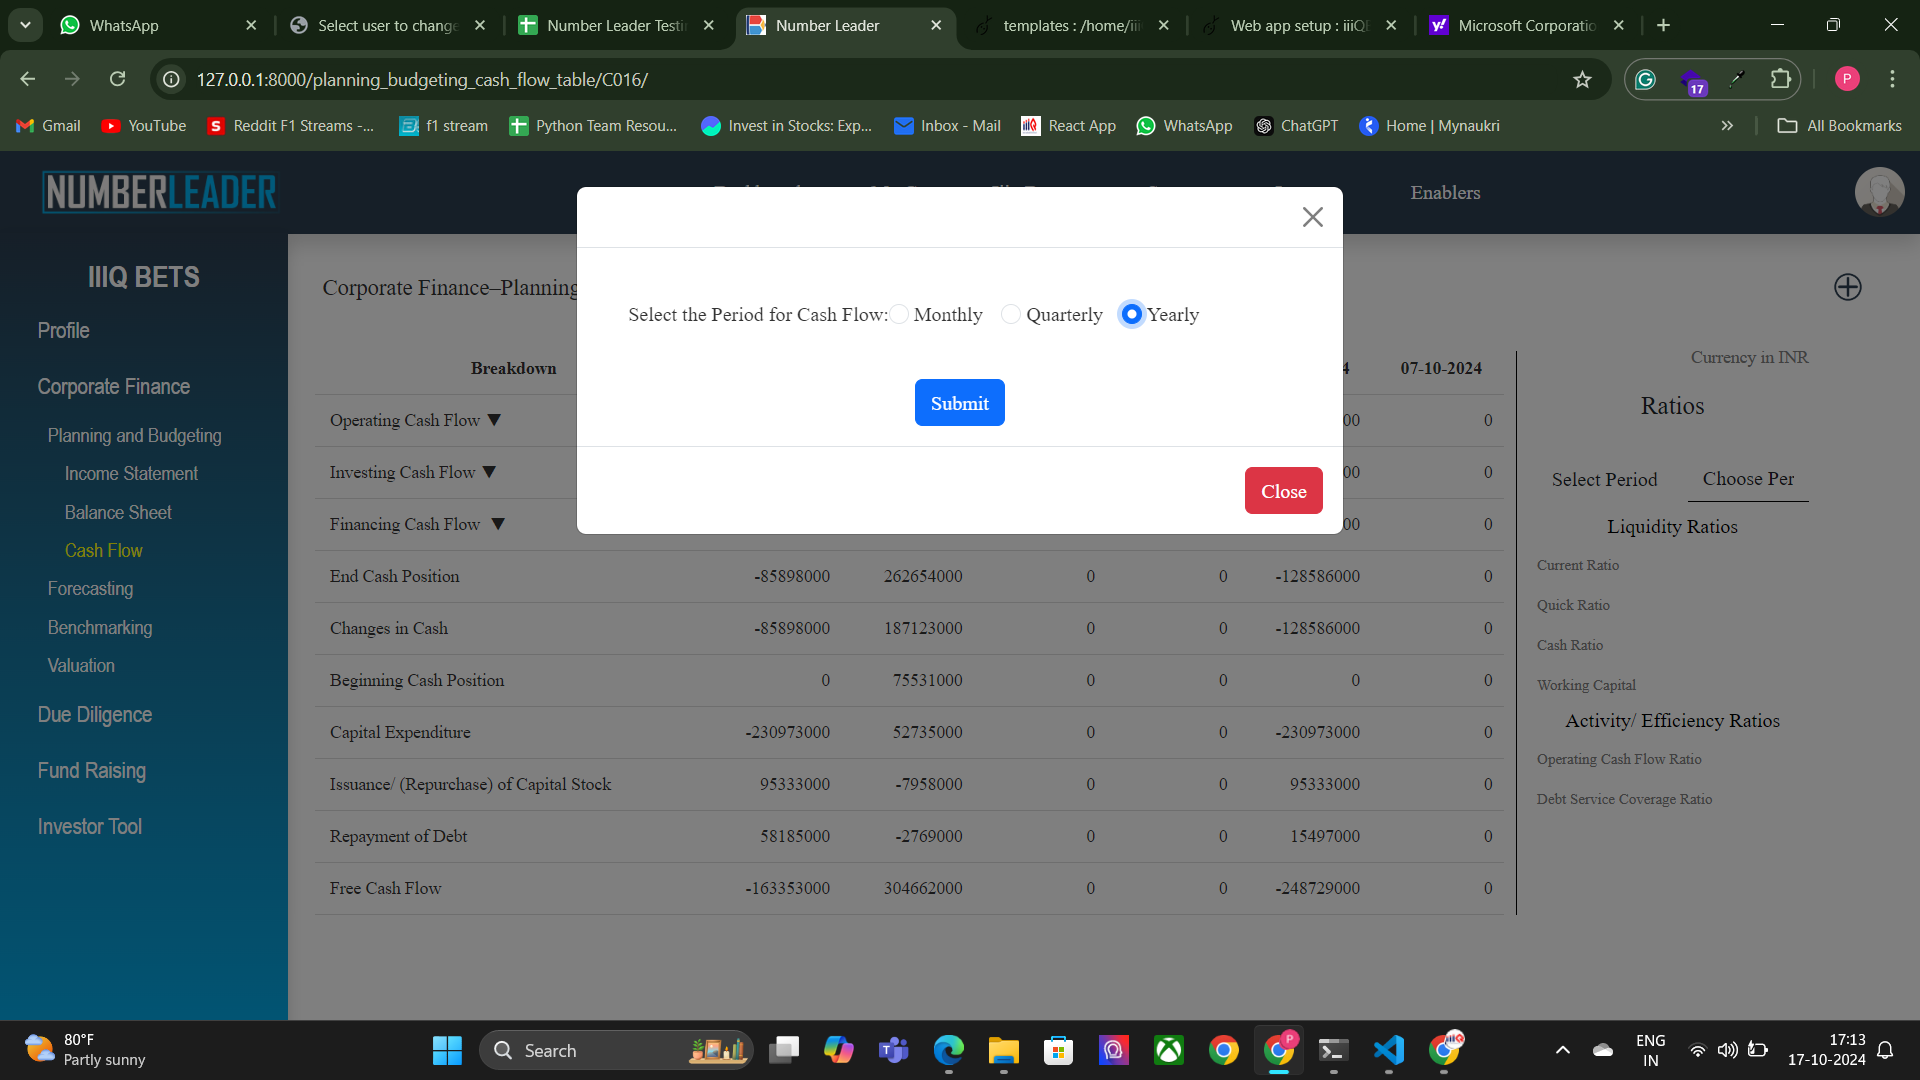 WhatsApp
Select user to change
Number Leader Testi
Number Leader
templates : /home/iii
Web app setup : iiiQB
Microsoft Corporatio
127.0.0.1:8000/planning_budgeting_cash_flow_table/C016/
17
P
Gmail
YouTube
Reddit F1 Streams -...
f1 stream
Python Team Resou...
Invest in Stocks: Exp...
Inbox - Mail
React App
WhatsApp
ChatGPT
Home | Mynaukri
All Bookmarks
NUMBERLEADER
Enablers
IIIQ BETS
Profile
Corporate Finance
Planning and Budgeting
Income Statement
Balance Sheet
Cash Flow
Forecasting
Benchmarking
Valuation
Due Diligence
Fund Raising
Investor Tool
Corporate Finance–Planning
Select the Period for Cash Flow: Monthly Quarterly Yearly
Submit
Close
Breakdown 4 07-10-2024
Operating Cash Flow ▼ 00 0
Investing Cash Flow ▼ 00 0
Financing Cash Flow ▼ 00 0
End Cash Position -85898000 262654000 0 0 -128586000 0
Changes in Cash -85898000 187123000 0 0 -128586000 0
Beginning Cash Position 0 75531000 0 0 0 0
Capital Expenditure -230973000 52735000 0 0 -230973000 0
Issuance/ (Repurchase) of Capital Stock 95333000 -7958000 0 0 95333000 0
Repayment of Debt 58185000 -2769000 0 0 15497000 0
Free Cash Flow -163353000 304662000 0 0 -248729000 0
Currency in INR
Ratios
Select Period Choose Per
Liquidity Ratios
Current Ratio
Quick Ratio
Cash Ratio
Working Capital
Activity/ Efficiency Ratios
Operating Cash Flow Ratio
Debt Service Coverage Ratio
80°F
Partly sunny
Search
P
ENG
IN
17:13
17-10-2024